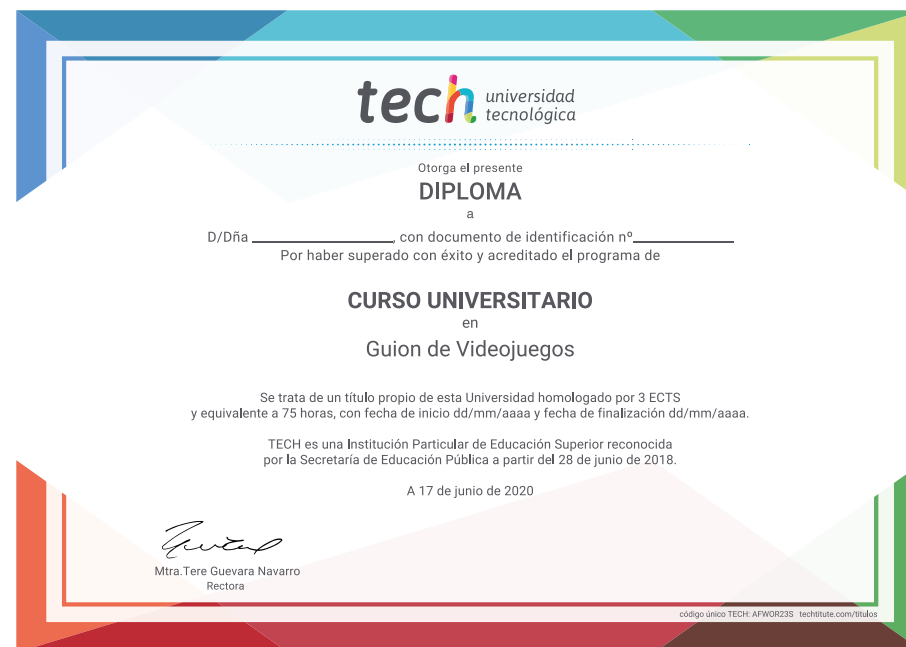 tech universidad
tecnológica
Otorga el presente
DIPLOMA
a
D/Dña ____________________, con documento de identificación nº______________
Por haber superado con éxito y acreditado el programa de
CURSO UNIVERSITARIO
en
Guion de Videojuegos
Se trata de un título propio de esta Universidad homologado por 3 ECTS
y equivalente a 75 horas, con fecha de inicio dd/mm/aaaa y fecha de finalización dd/mm/aaaa.
TECH es una Institución Particular de Educación Superior reconocida
por la Secretaría de Educación Pública a partir del 28 de junio de 2018.
A 17 de junio de 2020
Mtra.Tere Guevara Navarro
Rectora
código único TECH: AFWOR23S techtitute.com/titulos